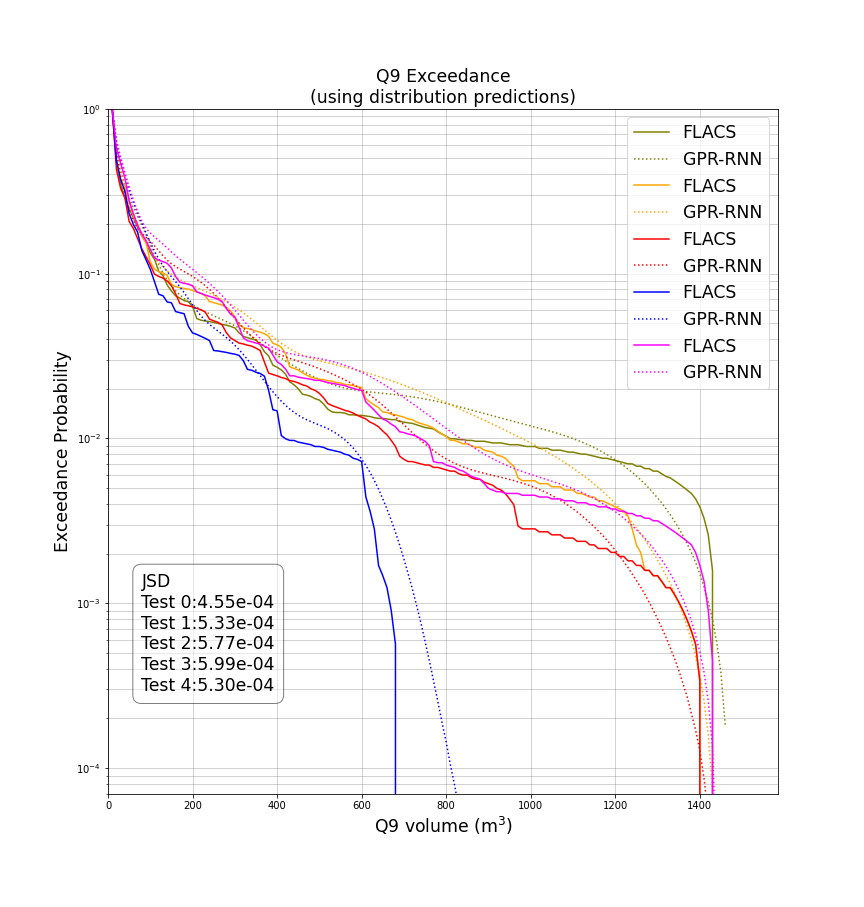 Q9 Exceedance
(using distribution predictions)
10⁰
10⁻¹
10⁻²
10⁻³
10⁻⁴
Exceedance Probability
FLACS
GPR-RNN
FLACS
GPR-RNN
FLACS
GPR-RNN
FLACS
GPR-RNN
FLACS
GPR-RNN
JSD
Test 0:4.55e-04
Test 1:5.33e-04
Test 2:5.77e-04
Test 3:5.99e-04
Test 4:5.30e-04
0 200 400 600 800 1000 1200 1400
Q9 volume (m³)